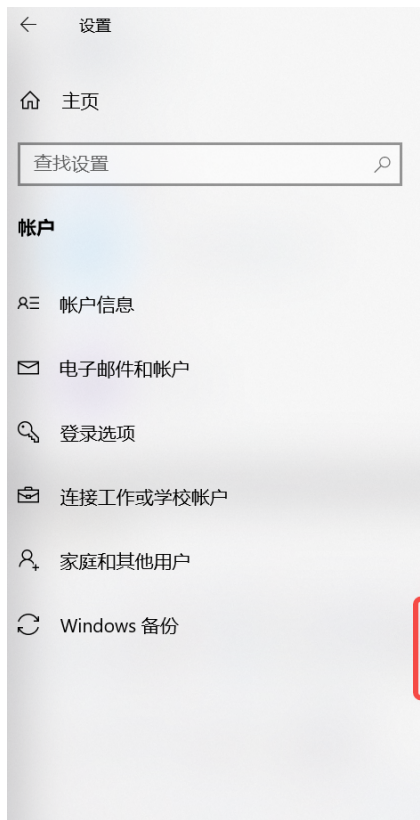 设置
主页
查找设置
帐户
帐户信息
电子邮件和帐户
登录选项
连接工作或学校帐户
家庭和其他用户
Windows 备份